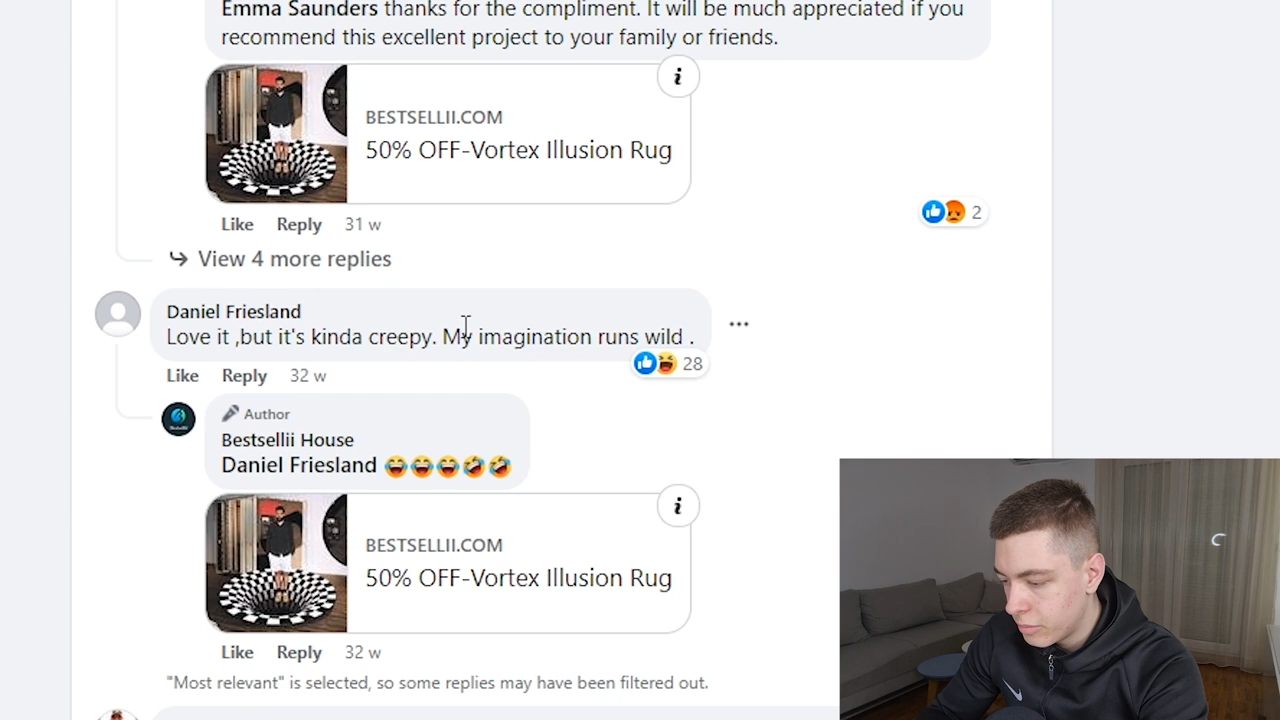 Emma Saunders thanks for the compliment. It will be much appreciated if you
recommend this excellent project to your family or friends.
BESTSELLII.COM
50% OFF-Vortex Illusion Rug
Like Reply 31 w
2
View 4 more replies
Daniel Friesland
Love it ,but it's kinda creepy. My imagination runs wild .
28
Like Reply 32 w
Author
Bestsellii House
Daniel Friesland 😂😂😂🤣🤣
BESTSELLII.COM
50% OFF-Vortex Illusion Rug
Like Reply 32 w
"Most relevant" is selected, so some replies may have been filtered out.